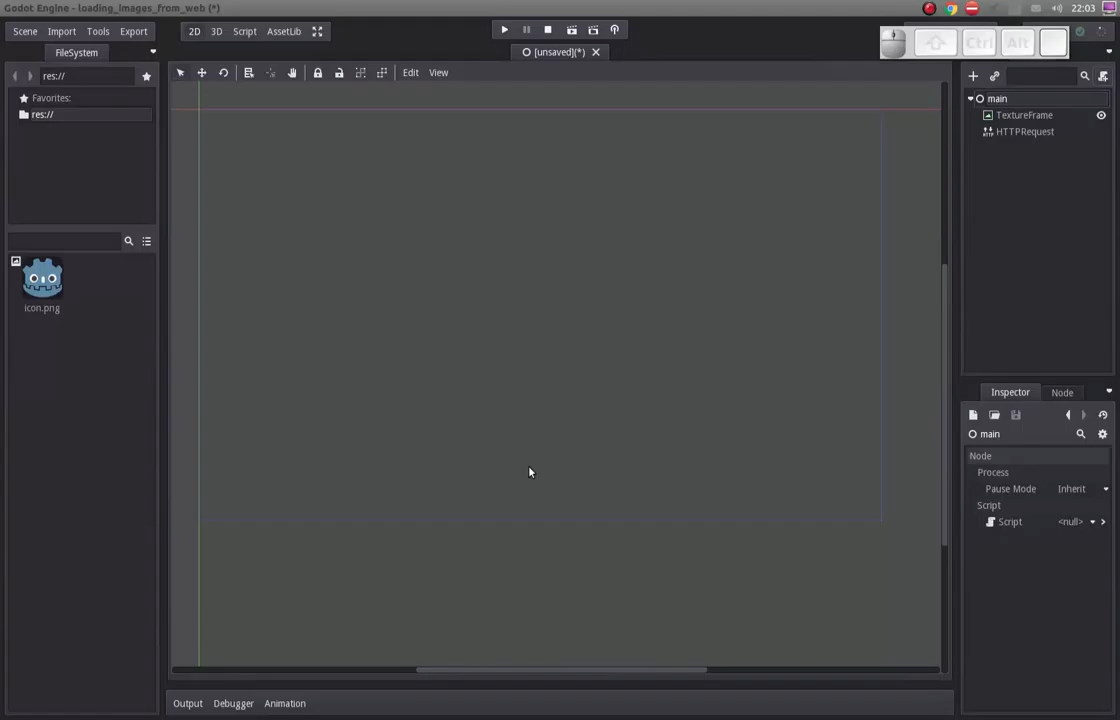 Godot Engine - loading_images_from_web (*)
22:03
Scene Import Tools Export
2D 3D Script AssetLib
Ctrl Alt
FileSystem
[unsaved](*)
res://
Edit View
Favorites:
res://
main
TextureFrame
HTTPRequest
icon.png
Inspector Node
main
Node
Process
Pause Mode Inherit
Script
Script <null>
Output Debugger Animation